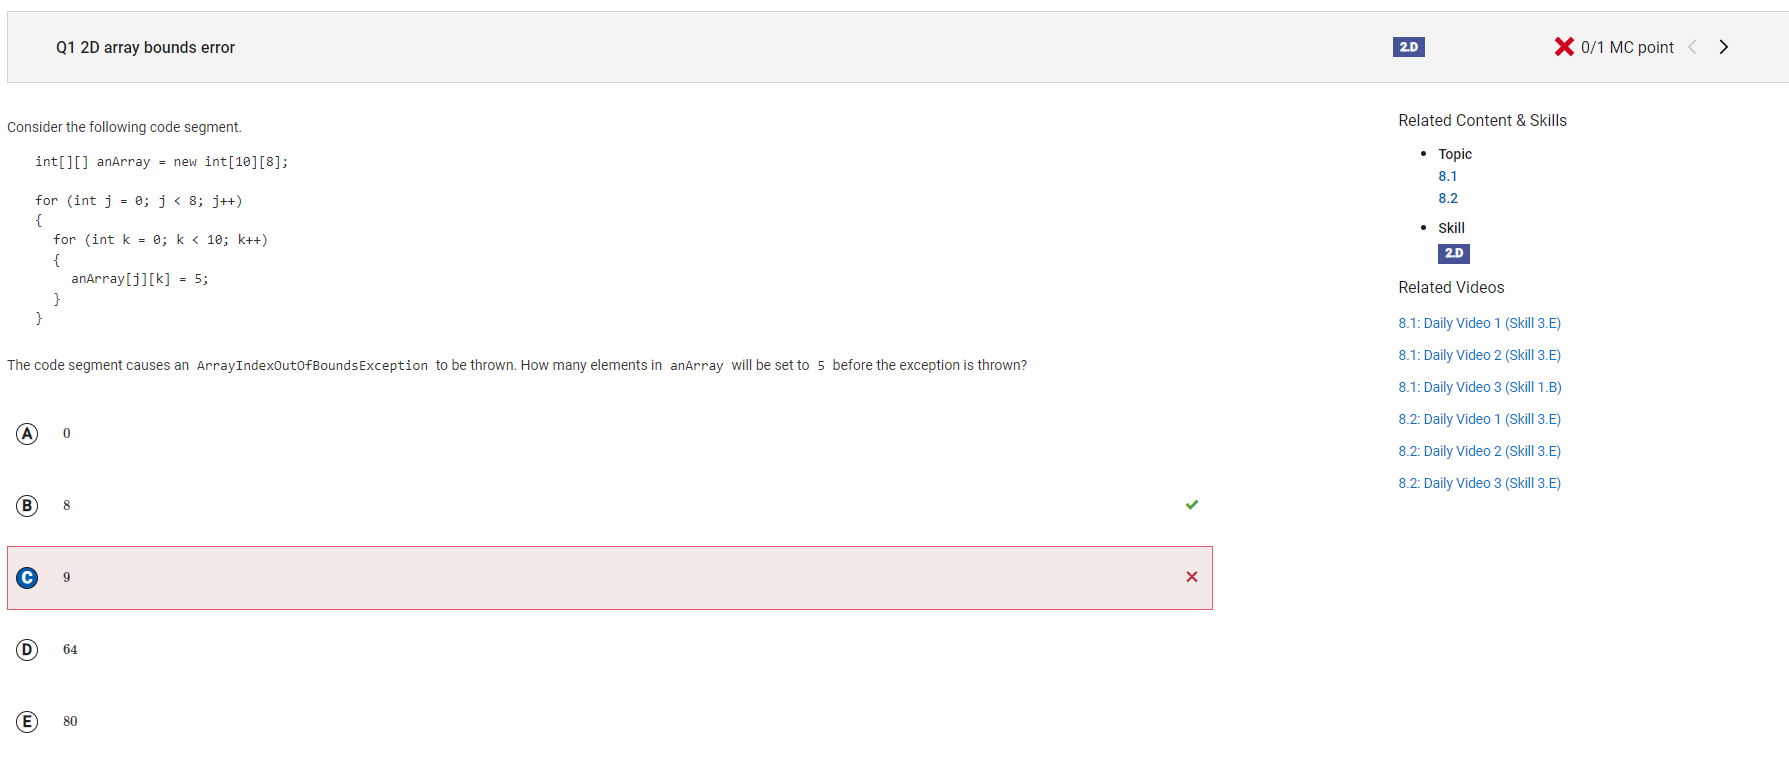 Q1 2D array bounds error
2.D
0/1 MC point
Consider the following code segment.
int[][] anArray = new int[10][8];
for (int j = 0; j < 8; j++)
{
for (int k = 0; k < 10; k++)
{
anArray[j][k] = 5;
}
}
The code segment causes an ArrayIndexOutOfBoundsException to be thrown. How many elements in anArray will be set to 5 before the exception is thrown?
A 0
B 8
C 9
D 64
E 80
Related Content & Skills
• Topic
8.1
8.2
• Skill
2.D
Related Videos
8.1: Daily Video 1 (Skill 3.E)
8.1: Daily Video 2 (Skill 3.E)
8.1: Daily Video 3 (Skill 1.B)
8.2: Daily Video 1 (Skill 3.E)
8.2: Daily Video 2 (Skill 3.E)
8.2: Daily Video 3 (Skill 3.E)